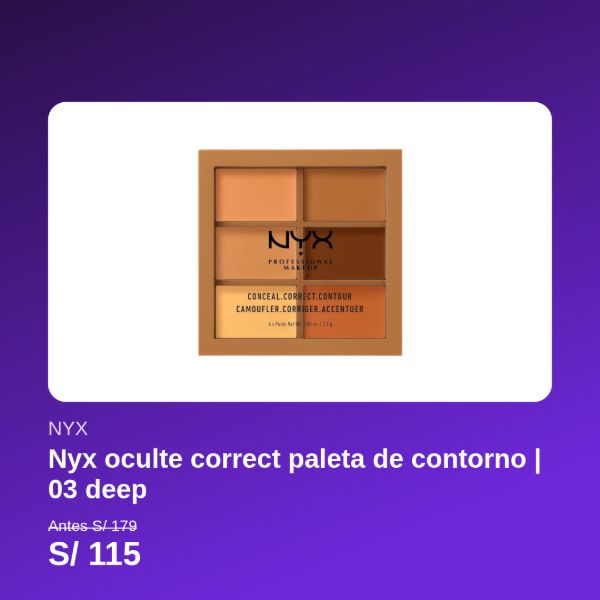 NYX
PROFESSIONAL
MAKEUP
CONCEAL.CORRECT.CONTOUR
CAMOUFLER.CORRIGER.ACCENTUER
NYX
Nyx oculte correct paleta de contorno |
03 deep
Antes S/ 179
S/ 115